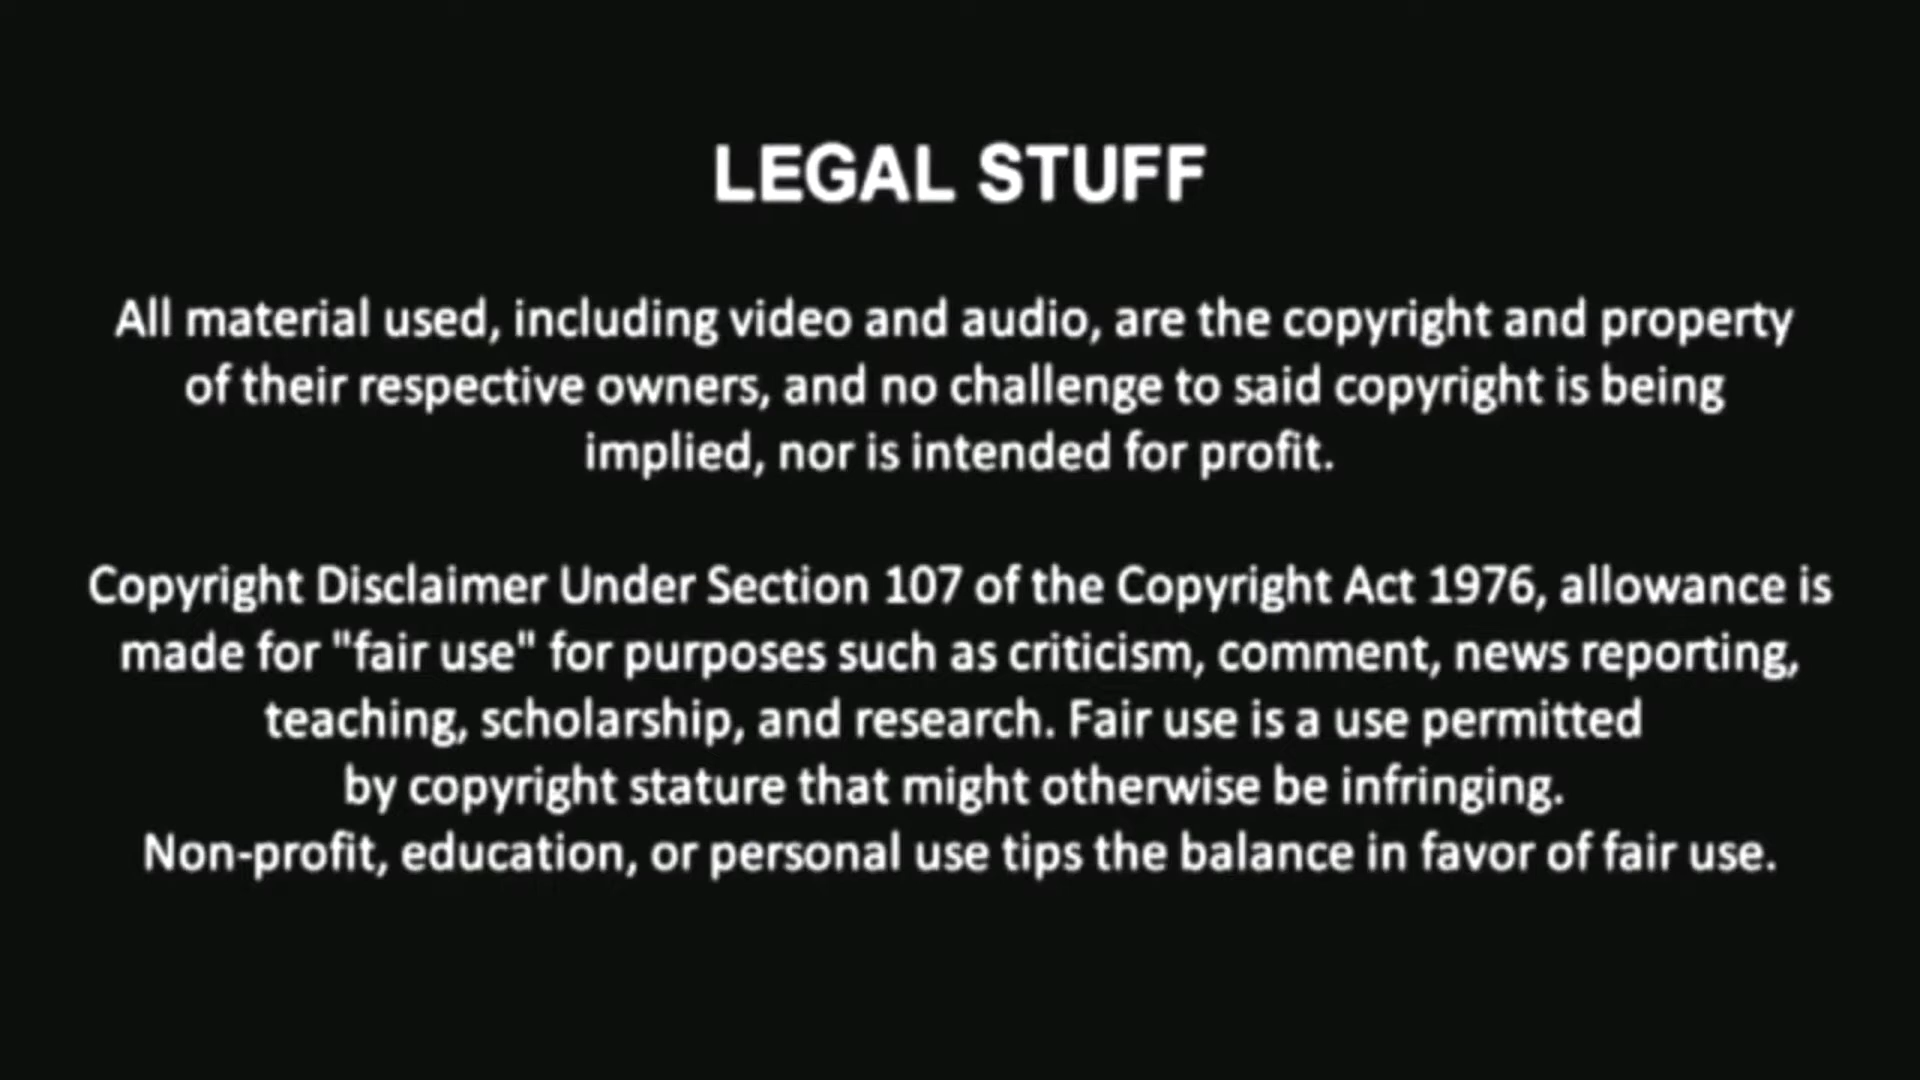 LEGAL STUFF
All material used, including video and audio, are the copyright and property
of their respective owners, and no challenge to said copyright is being
implied, nor is intended for profit.
Copyright Disclaimer Under Section 107 of the Copyright Act 1976, allowance is
made for "fair use" for purposes such as criticism, comment, news reporting,
teaching, scholarship, and research. Fair use is a use permitted
by copyright stature that might otherwise be infringing.
Non-profit, education, or personal use tips the balance in favor of fair use.